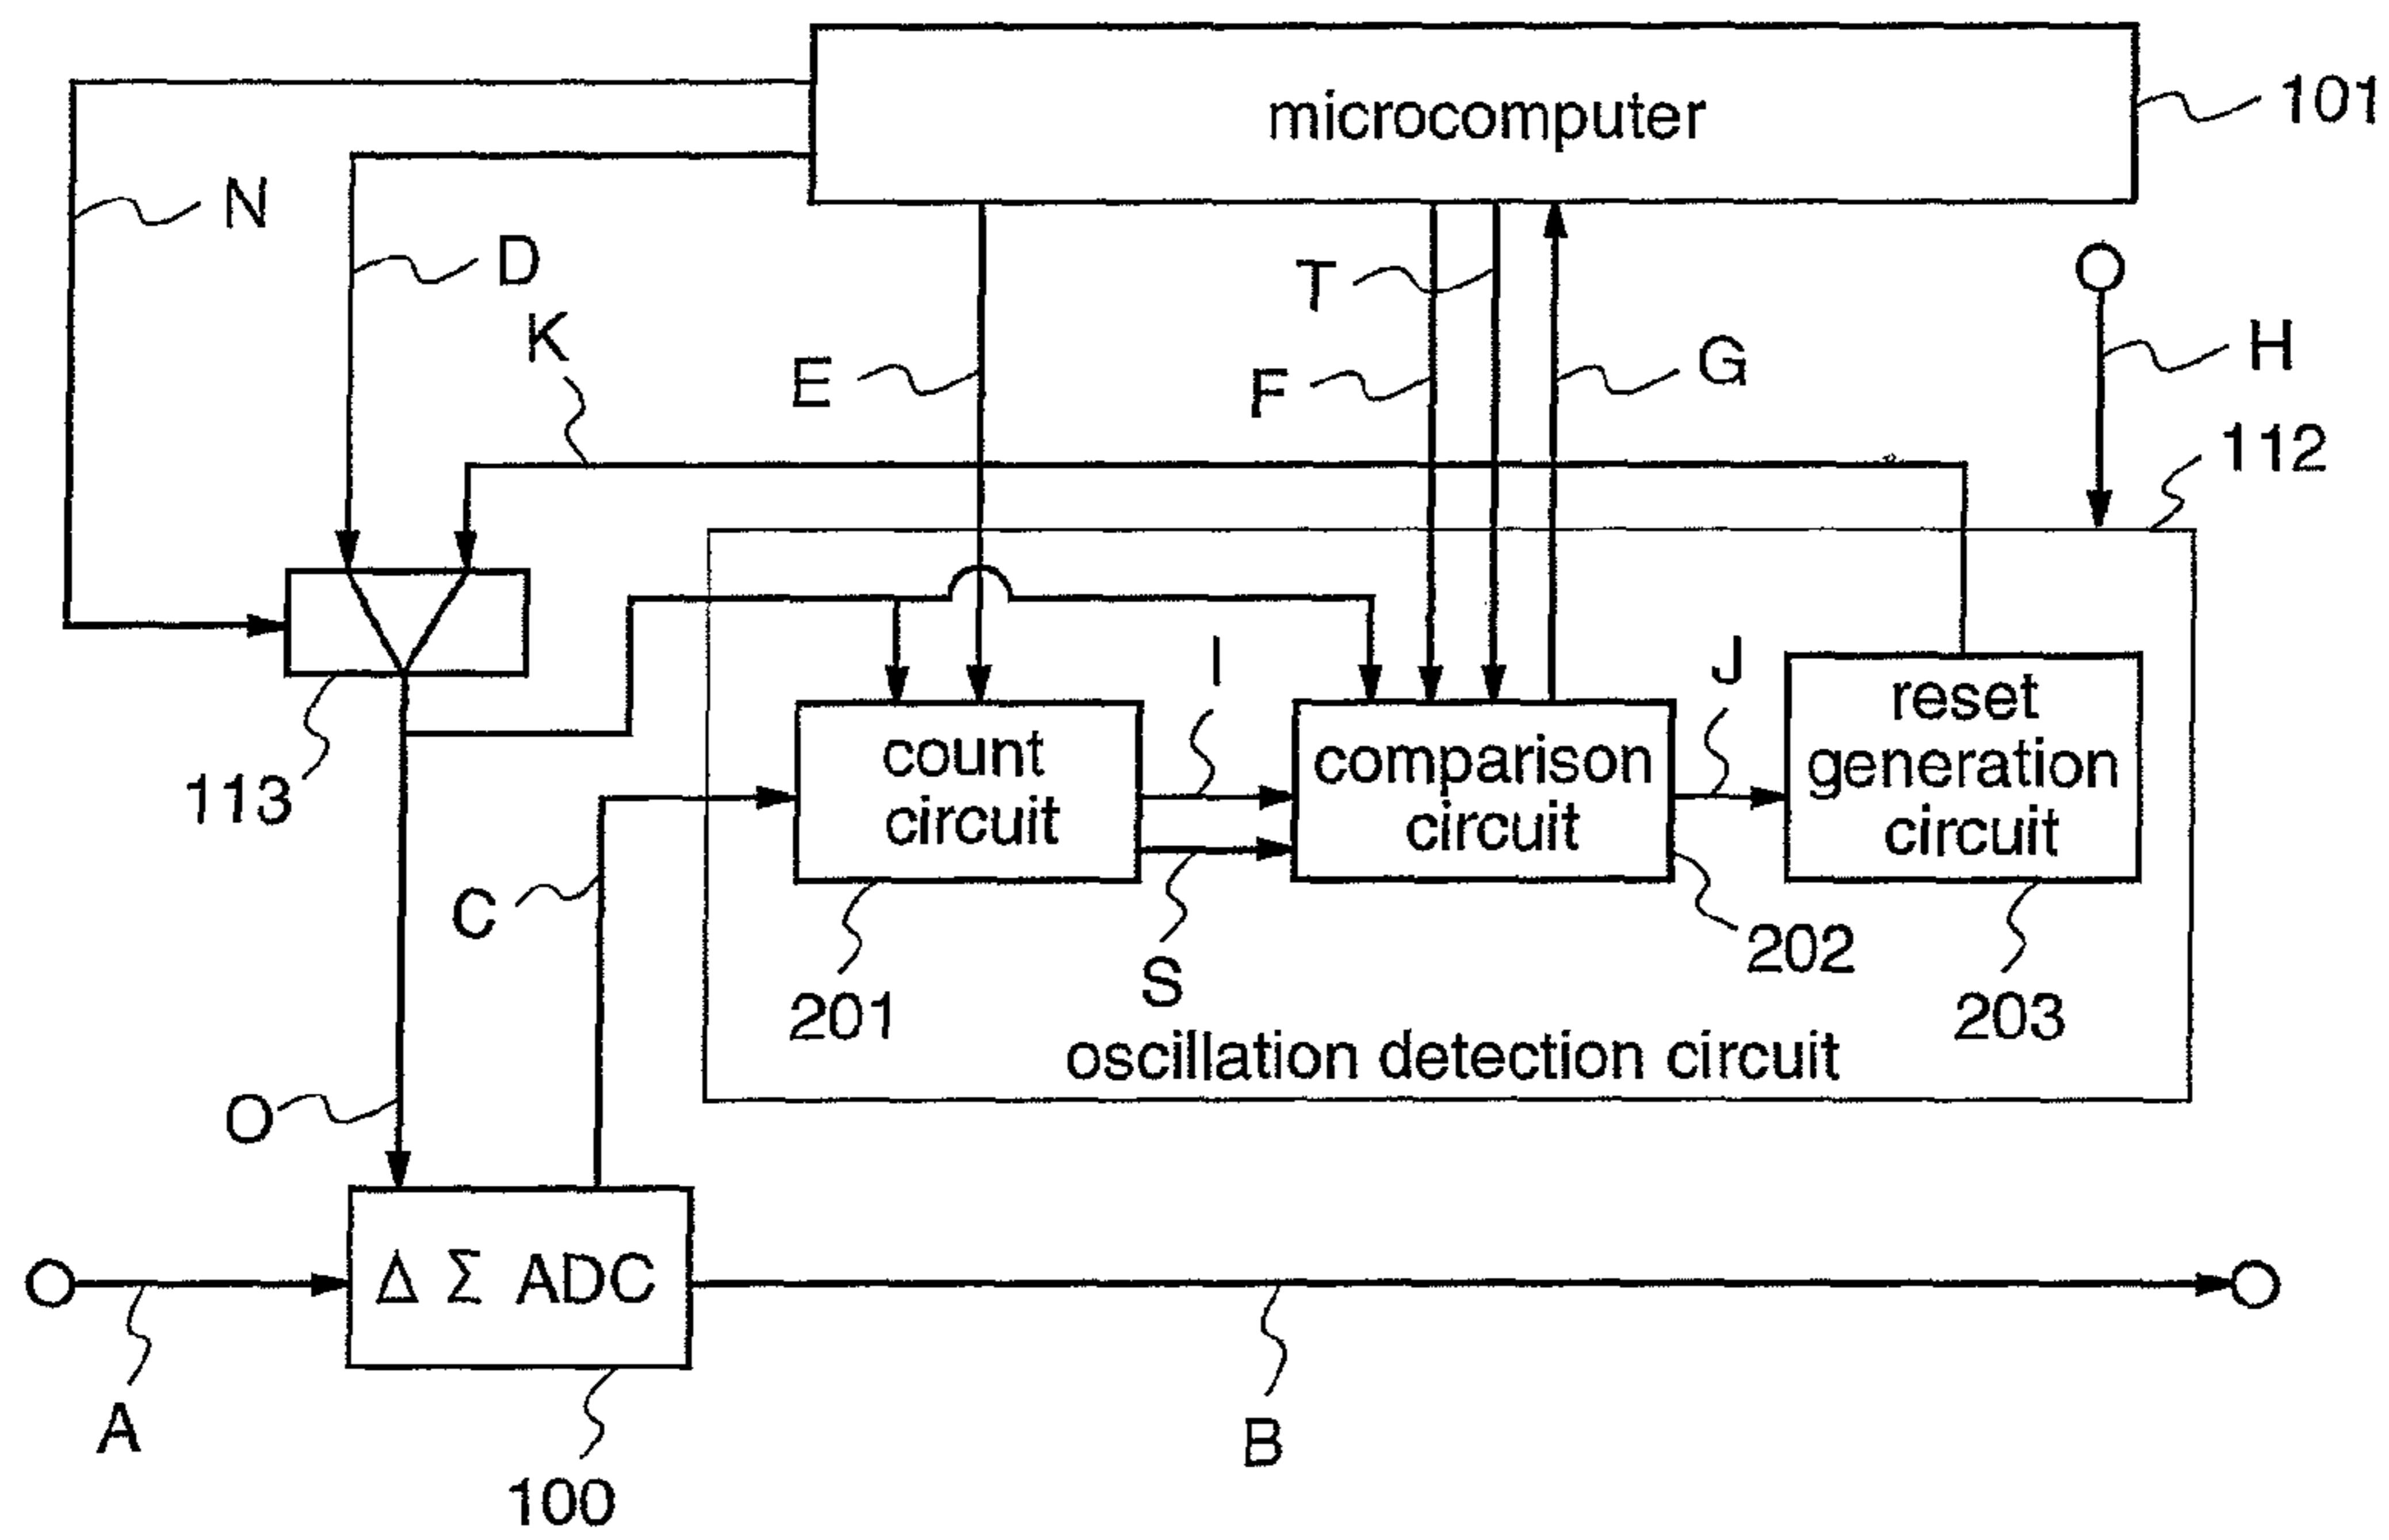 microcomputer
101
N
D
K
E
T
F
G
H
112
113
I
J
count
circuit
comparison
circuit
reset
generation
circuit
C
S
201
202
203
oscillation detection circuit
O
Δ Σ ADC
A
B
100